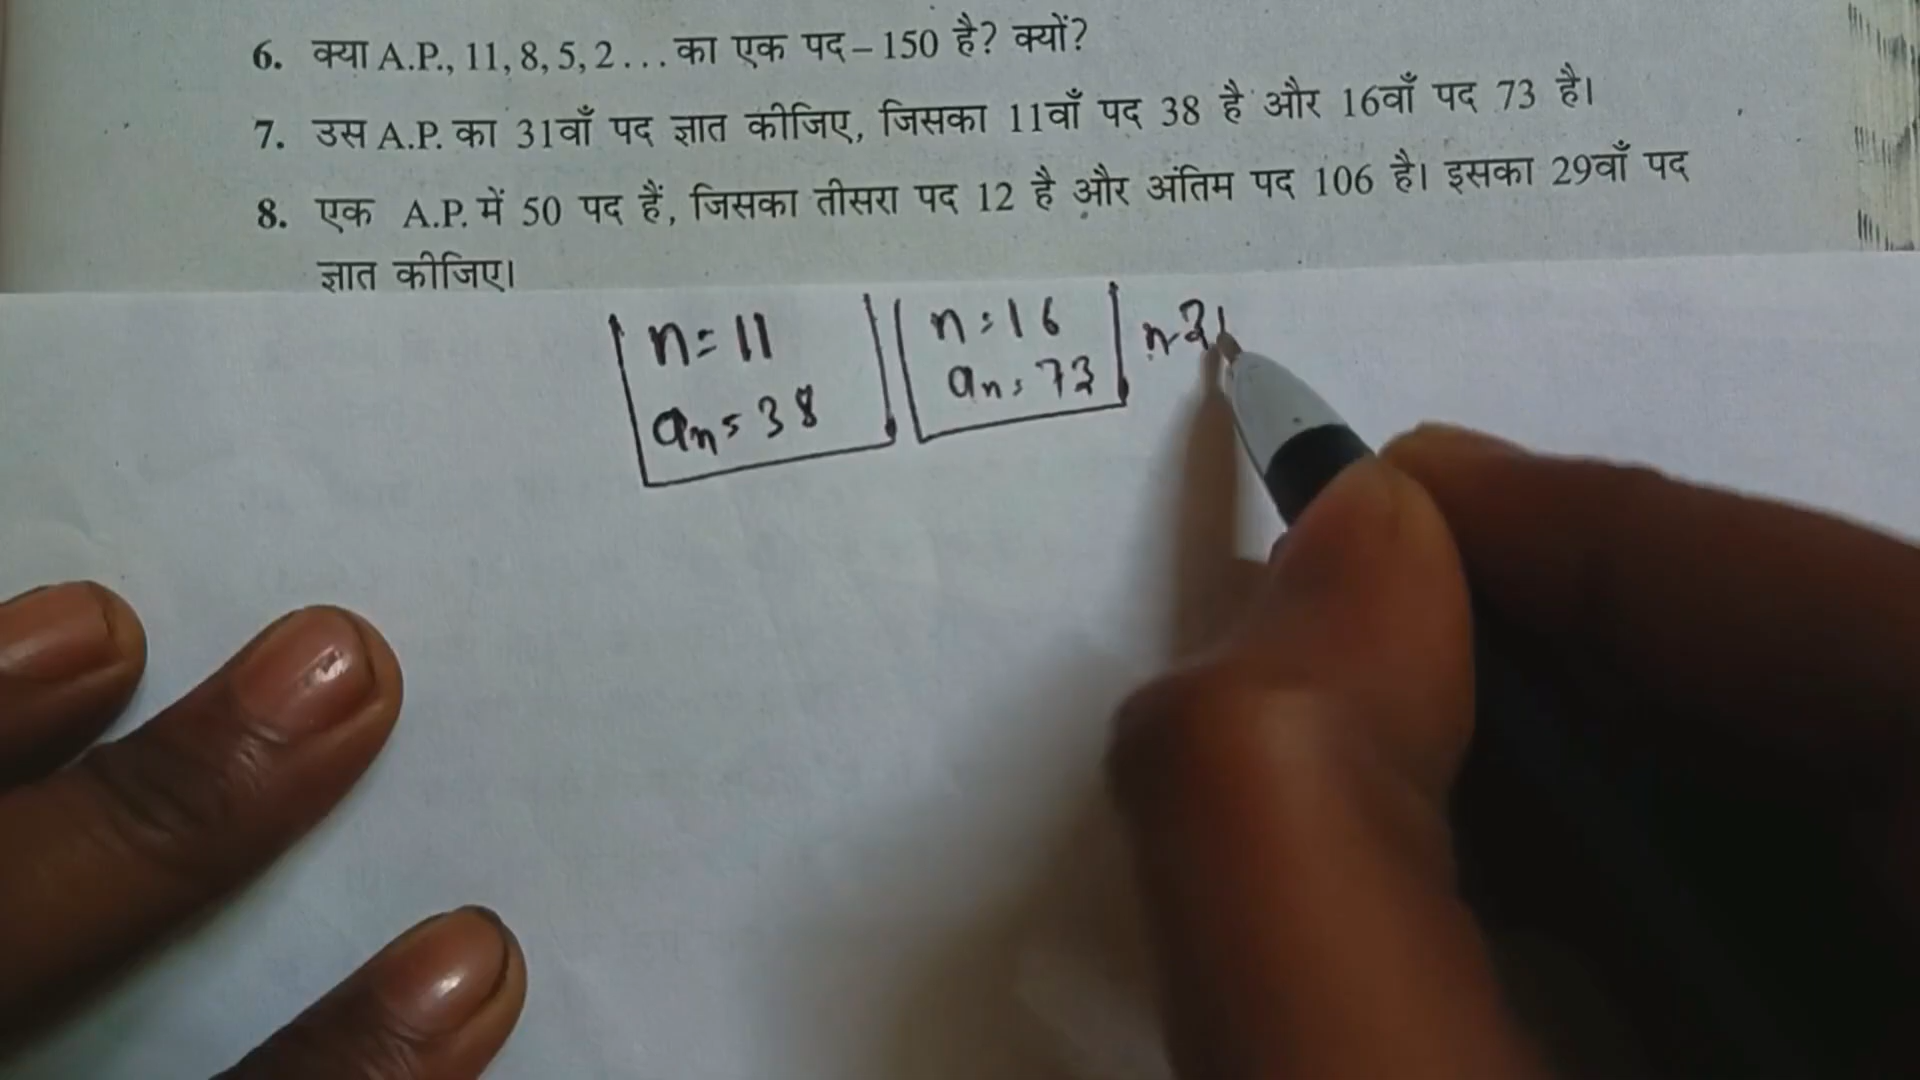 6. क्या A.P., 11, 8, 5, 2 . . . का एक पद – 150 है? क्यों?
7. उस A.P. का 31वाँ पद ज्ञात कीजिए, जिसका 11वाँ पद 38 है और 16वाँ पद 73 है।
8. एक A.P. में 50 पद हैं, जिसका तीसरा पद 12 है और अंतिम पद 106 है। इसका 29वाँ पद
ज्ञात कीजिए।
n = 11
an = 38
n = 16
an = 73